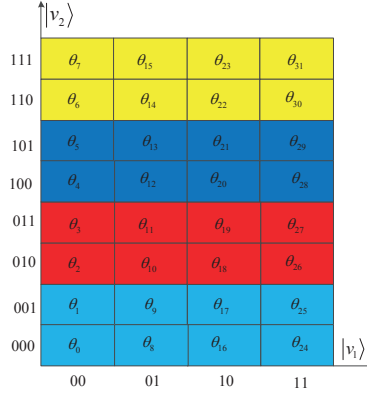 |v₂⟩
111 θ₇ θ₁₅ θ₂₃ θ₃₁
110 θ₆ θ₁₄ θ₂₂ θ₃₀
101 θ₅ θ₁₃ θ₂₁ θ₂₉
100 θ₄ θ₁₂ θ₂₀ θ₂₈
011 θ₃ θ₁₁ θ₁₉ θ₂₇
010 θ₂ θ₁₀ θ₁₈ θ₂₆
001 θ₁ θ₉ θ₁₇ θ₂₅
000 θ₀ θ₈ θ₁₆ θ₂₄ |v₁⟩
00 01 10 11